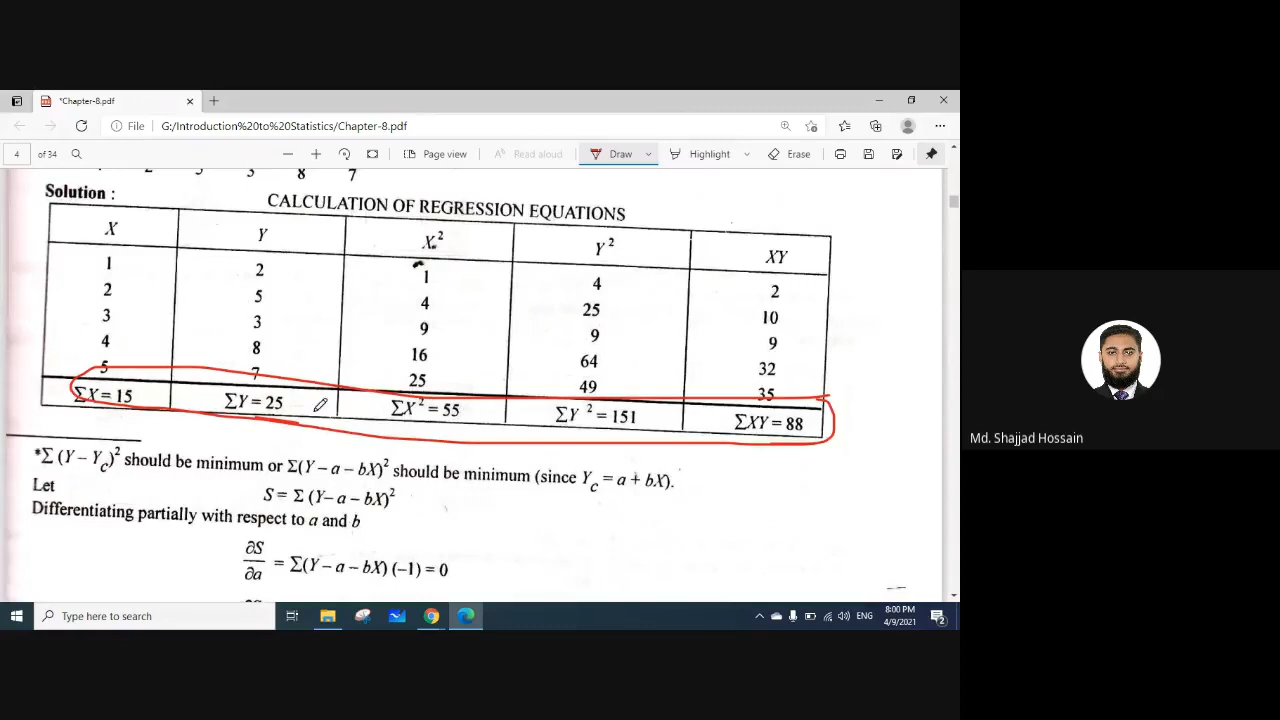 *Chapter-8.pdf
File G:/Introduction%20to%20Statistics/Chapter-8.pdf
4 of 34 Page view Read aloud Draw Highlight Erase
3 8 7
Solution :
CALCULATION OF REGRESSION EQUATIONS
X Y X² Y² XY
1 2 1 4 2
2 5 4 25 10
3 3 9 9 9
4 8 16 64 32
5 7 25 49 35
ΣX = 15 ΣY = 25 ΣX² = 55 ΣY² = 151 ΣXY = 88
*Σ (Y – Yc)² should be minimum or Σ(Y – a – bX)² should be minimum (since Yc = a + bX).
Let
S = Σ (Y– a – bX)²
Differentiating partially with respect to a and b
∂S/∂a = Σ(Y – a – bX) (–1) = 0
Md. Shajjad Hossain
Type here to search
ENG
8:00 PM
4/9/2021
2